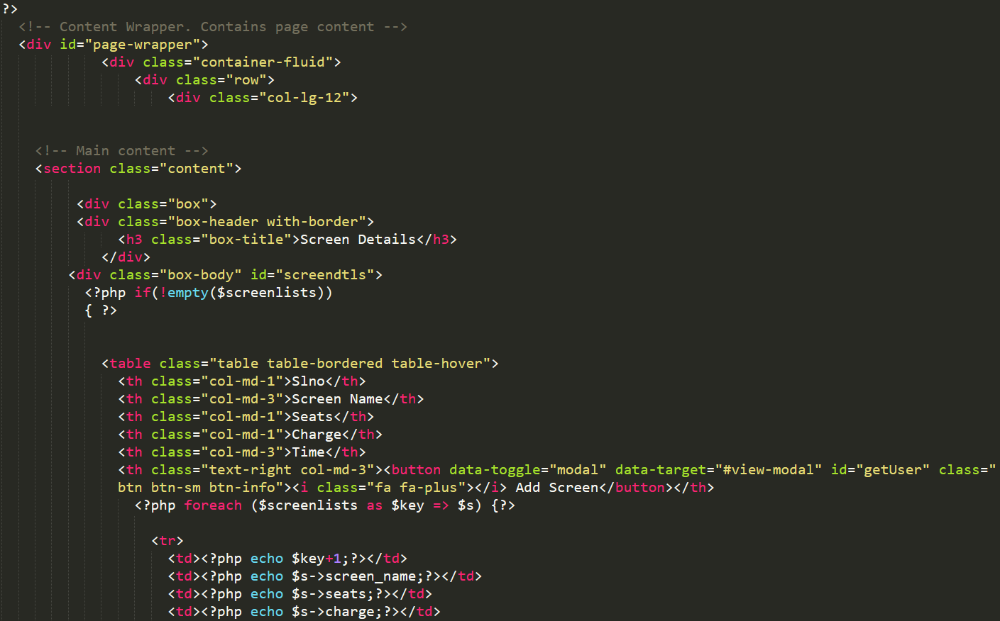 ?>
<!-- Content Wrapper. Contains page content -->
<div id="page-wrapper">
<div class="container-fluid">
<div class="row">
<div class="col-lg-12">
<!-- Main content -->
<section class="content">
<div class="box">
<div class="box-header with-border">
<h3 class="box-title">Screen Details</h3>
</div>
<div class="box-body" id="screendtls">
<?php if(!empty($screenlists))
{ ?>
<table class="table table-bordered table-hover">
<th class="col-md-1">Slno</th>
<th class="col-md-3">Screen Name</th>
<th class="col-md-1">Seats</th>
<th class="col-md-1">Charge</th>
<th class="col-md-3">Time</th>
<th class="text-right col-md-3"><button data-toggle="modal" data-target="#view-modal" id="getUser" class="
btn btn-sm btn-info"><i class="fa fa-plus"></i> Add Screen</button></th>
<?php foreach ($screenlists as $key => $s) {?>
<tr>
<td><?php echo $key+1;?></td>
<td><?php echo $s->screen_name;?></td>
<td><?php echo $s->seats;?></td>
<td><?php echo $s->charge;?></td>